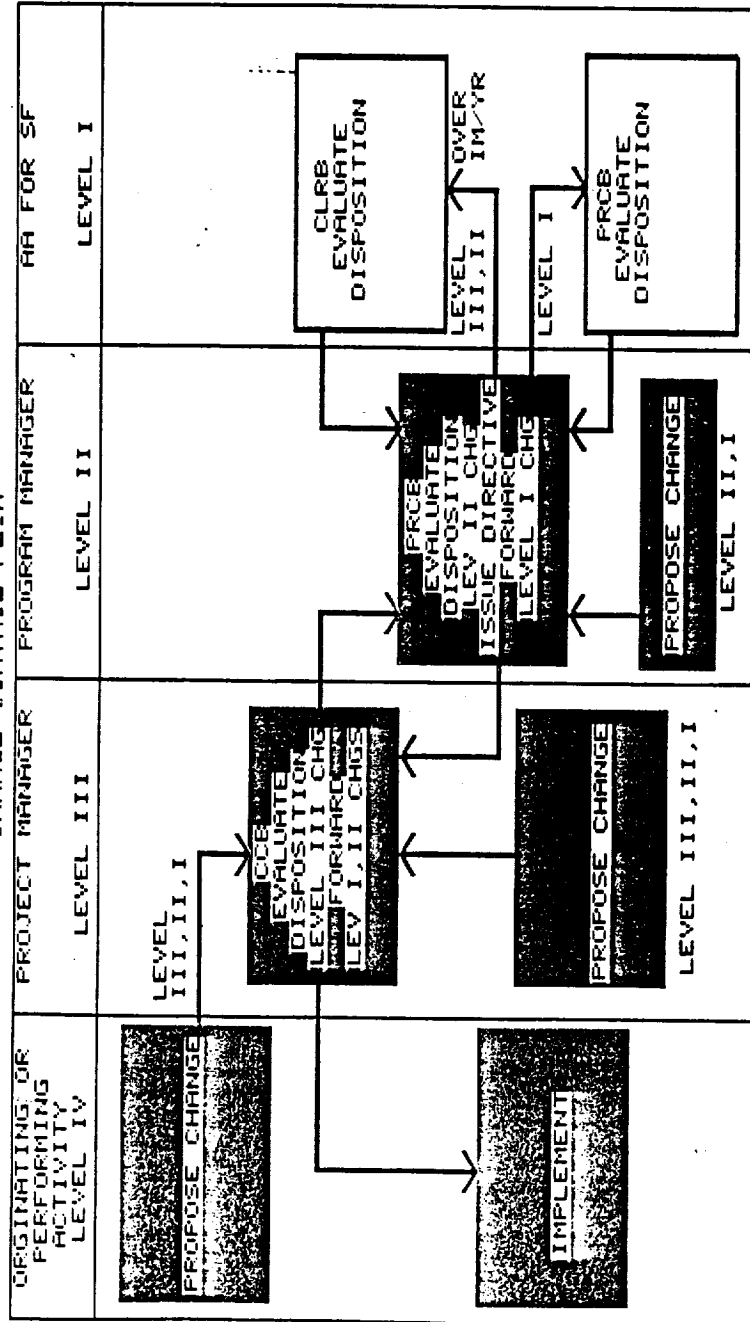 ORGINATING OR
PERFORMING
ACTIVITY
LEVEL IV
PROJECT MANAGER
LEVEL III
PROGRAM MANAGER
LEVEL II
AA FOR SF
LEVEL I
PROPOSE CHANGE
LEVEL
III,II,I
IMPLEMENT
CCB
EVALUATE
DISPOSITION
LEVEL III CHG
FORWARD
LEV I,II CHGS
PROPOSE CHANGE
LEVEL III,II,I
PRCB
EVALUATE
DISPOSITION
LEV II CHG
ISSUE DIRECTIVE
FORWARD
LEVEL I CHG
PROPOSE CHANGE
LEVEL II,I
CLRB
EVALUATE
DISPOSITION
LEVEL
III,II
OVER
IM/YR
LEVEL I
PRCB
EVALUATE
DISPOSITION